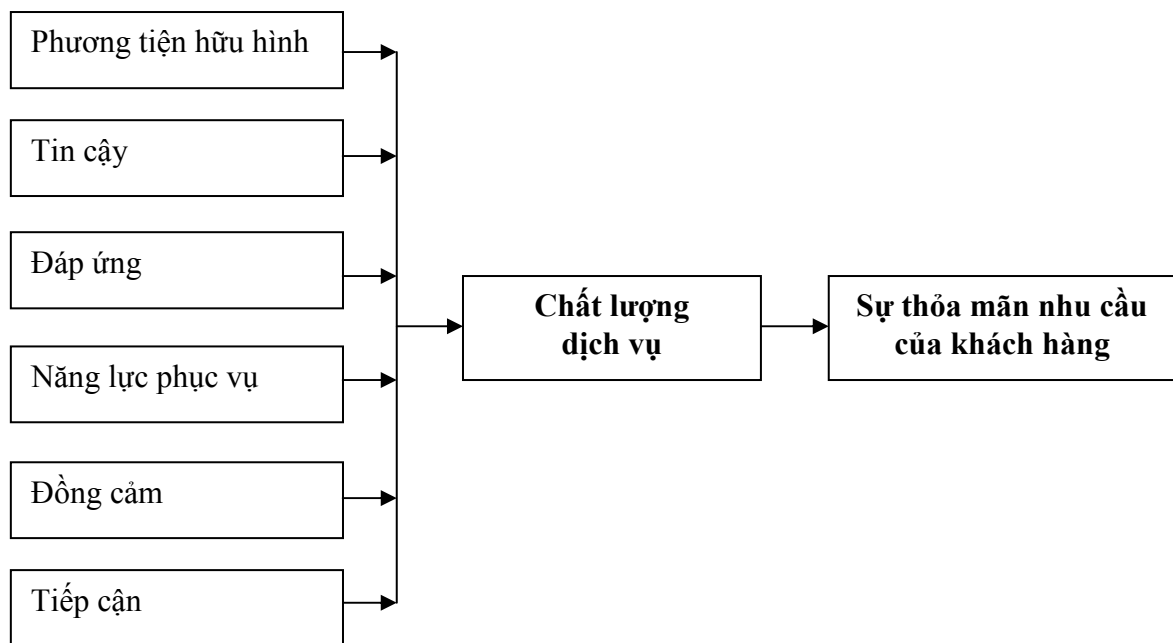 Phương tiện hữu hình
Tin cậy
Đáp ứng
Năng lực phục vụ
Đồng cảm
Tiếp cận
Chất lượng
dịch vụ
Sự thỏa mãn nhu cầu
của khách hàng